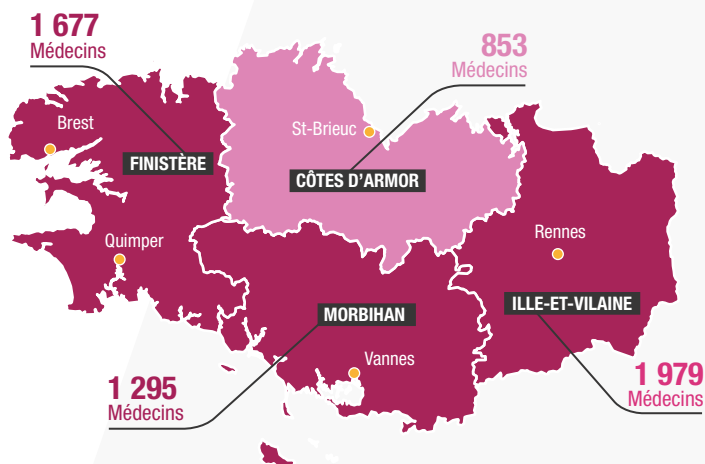 1 677
Médecins
853
Médecins
Brest
St-Brieuc
FINISTÈRE
CÔTES D'ARMOR
Quimper
Rennes
MORBIHAN
ILLE-ET-VILAINE
Vannes
1 295
Médecins
1 979
Médecins